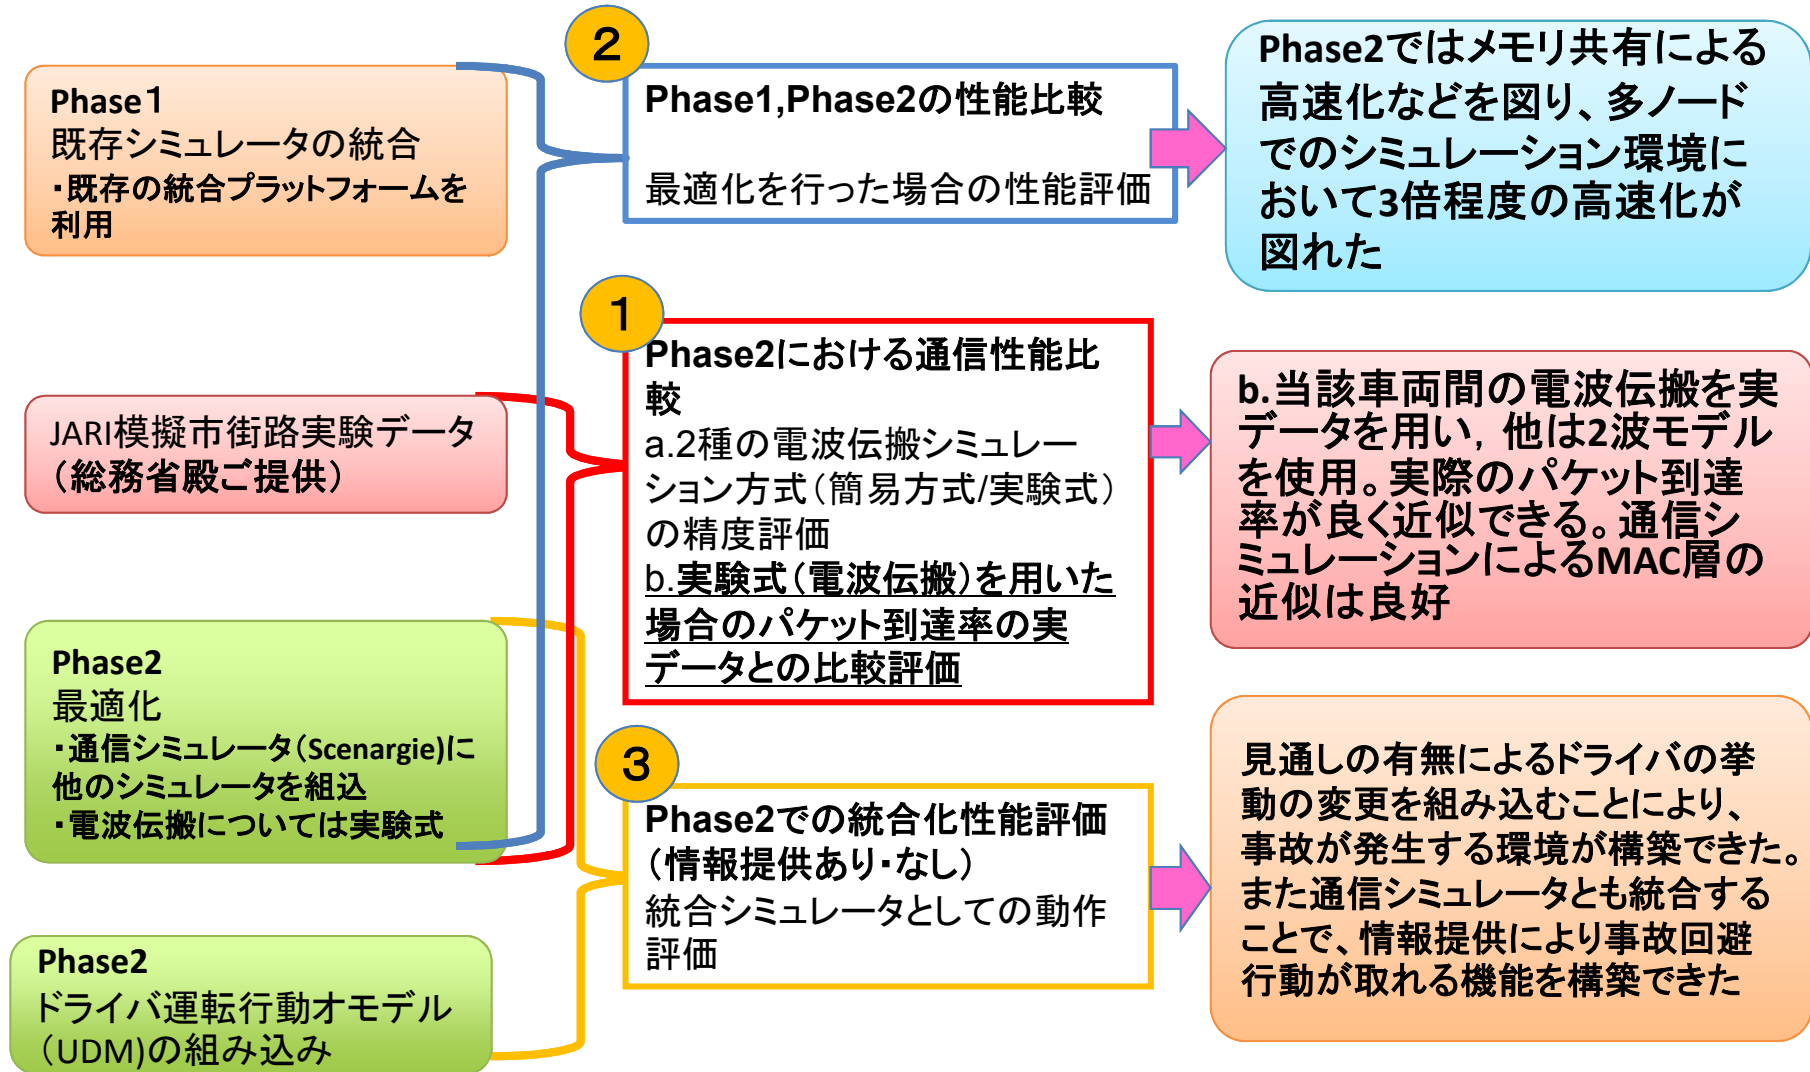 Phase１
既存シミュレータの統合
・既存の統合プラットフォームを
利用
JARI模擬市街路実験データ
（総務省殿ご提供）
Phase2
最適化
・通信シミュレータ（Scenargie)に
他のシミュレータを組込
・電波伝搬については実験式
Phase2
ドライバ運転行動オモデル
（UDM)の組み込み
２
Phase1,Phase2の性能比較
最適化を行った場合の性能評価
１
Phase2における通信性能比
較
a.2種の電波伝搬シミュレー
ション方式（簡易方式/実験式）
の精度評価
b.実験式（電波伝搬）を用いた
場合のパケット到達率の実
データとの比較評価
３
Phase2での統合化性能評価
（情報提供あり・なし）
統合シミュレータとしての動作
評価
Phase2ではメモリ共有による
高速化などを図り、多ノード
でのシミュレーション環境に
おいて3倍程度の高速化が
図れた
b.当該車両間の電波伝搬を実
データを用い，他は2波モデル
を使用。実際のパケット到達
率が良く近似できる。通信シ
ミュレーションによるMAC層の
近似は良好
見通しの有無によるドライバの挙
動の変更を組み込むことにより、
事故が発生する環境が構築できた。
また通信シミュレータとも統合する
ことで、情報提供により事故回避
行動が取れる機能を構築できた